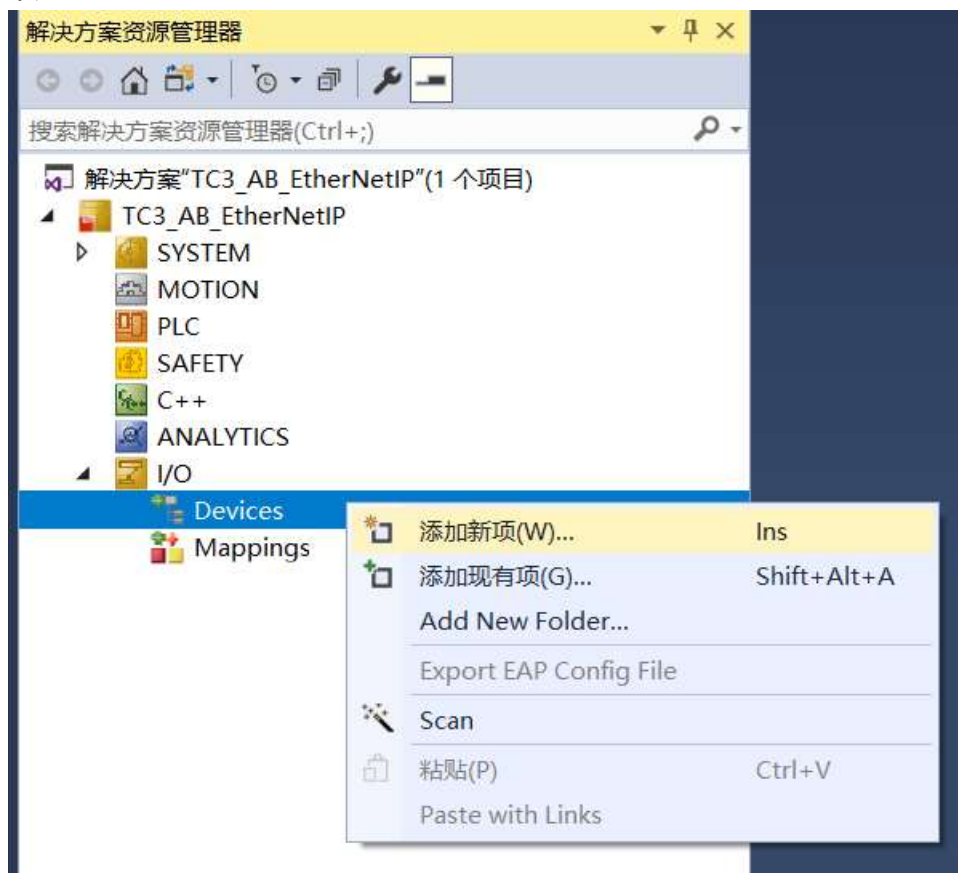 解决方案资源管理器
搜索解决方案资源管理器(Ctrl+;)
解决方案"TC3_AB_EtherNetIP"(1 个项目)
TC3_AB_EtherNetIP
SYSTEM
MOTION
PLC
SAFETY
C++
ANALYTICS
I/O
Devices
Mappings
添加新项(W)... Ins
添加现有项(G)... Shift+Alt+A
Add New Folder...
Export EAP Config File
Scan
粘贴(P) Ctrl+V
Paste with Links